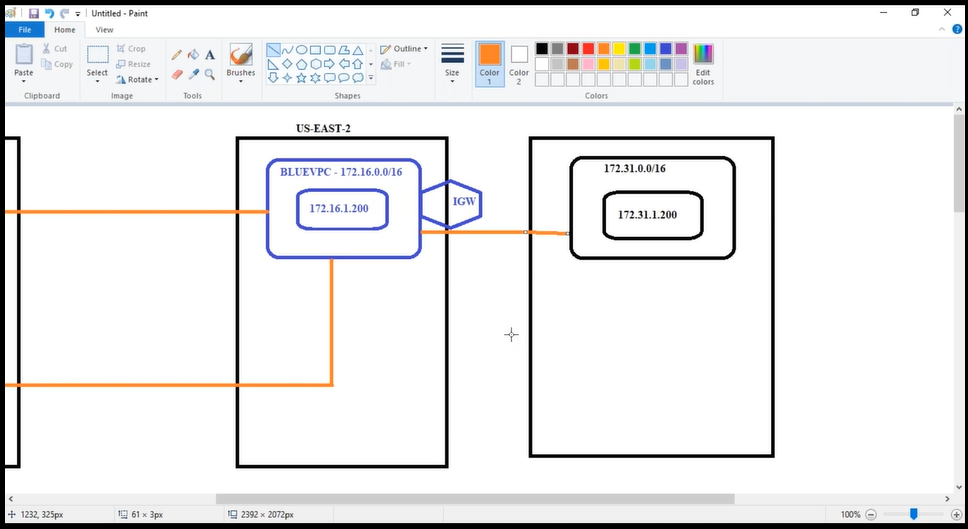 Untitled - Paint
File
Home
View
Paste
Cut
Copy
Clipboard
Select
Crop
Resize
Rotate
Image
A
Tools
Brushes
Outline
Fill
Shapes
Size
Color
1
Color
2
Edit
colors
Colors
US-EAST-2
BLUEVPC - 172.16.0.0/16
172.16.1.200
IGW
172.31.0.0/16
172.31.1.200
1232, 325px
61 × 3px
2392 × 2072px
100%